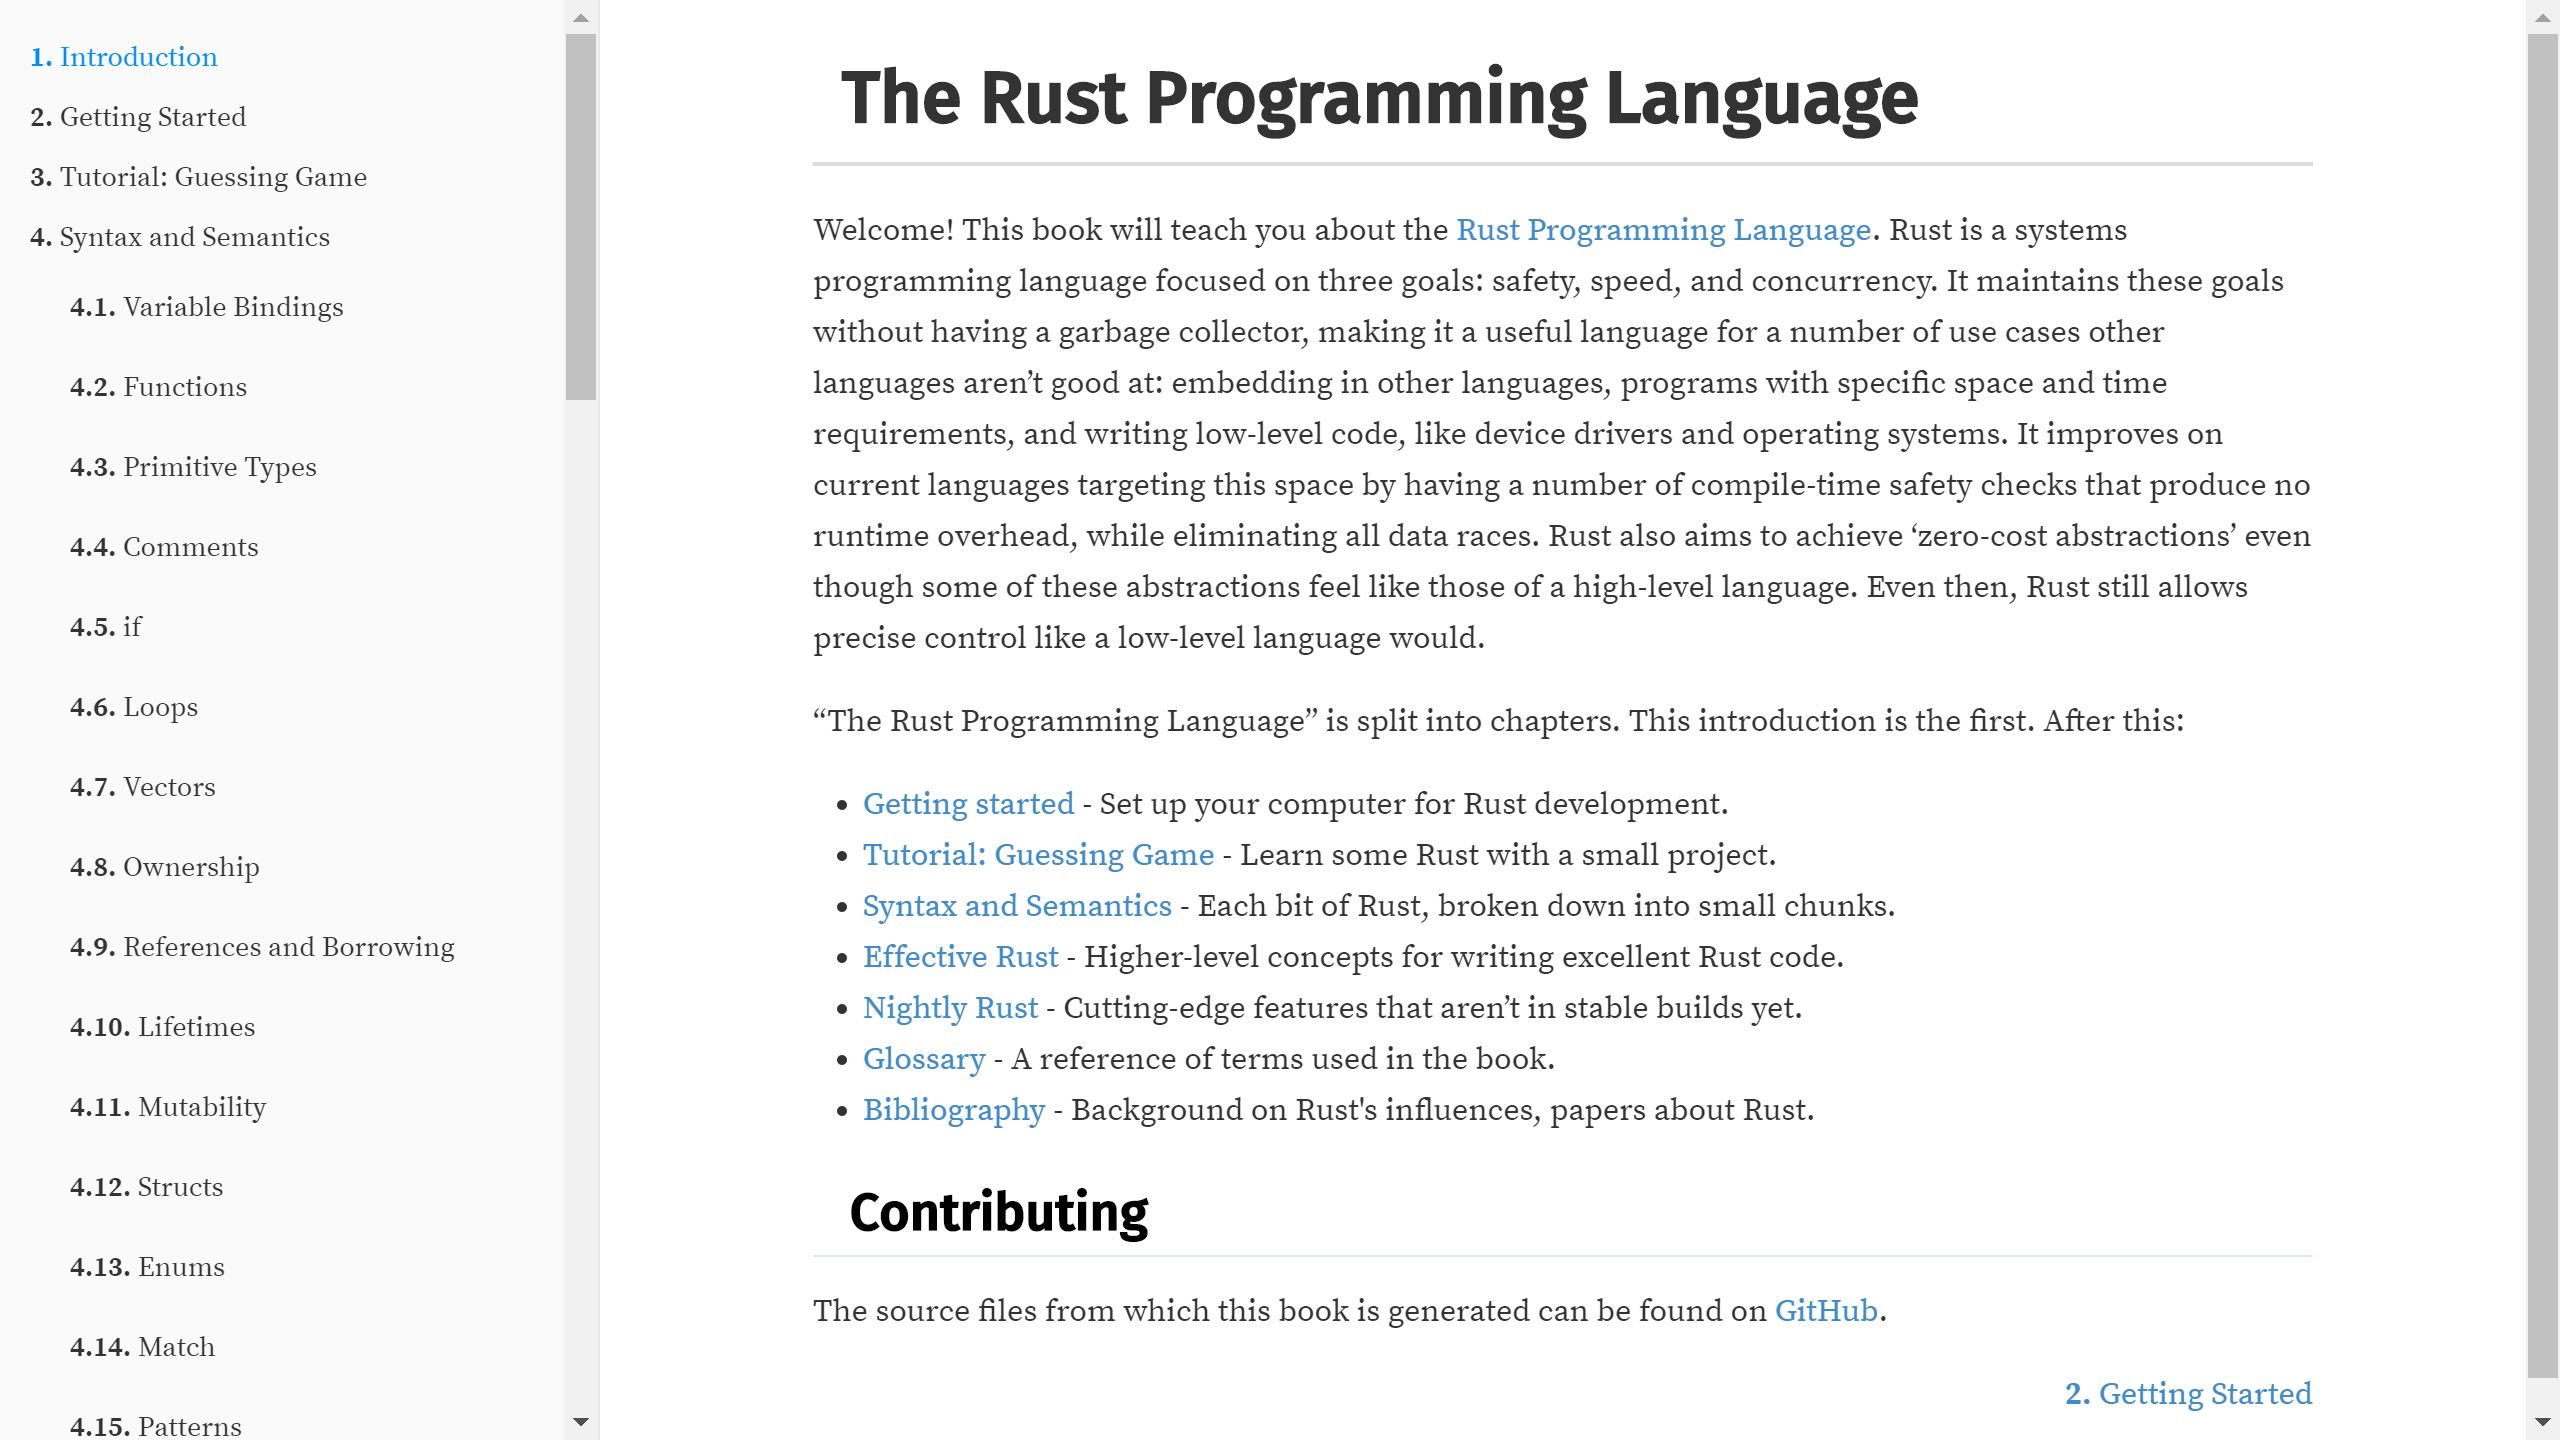 1. Introduction
2. Getting Started
3. Tutorial: Guessing Game
4. Syntax and Semantics
4.1. Variable Bindings
4.2. Functions
4.3. Primitive Types
4.4. Comments
4.5. if
4.6. Loops
4.7. Vectors
4.8. Ownership
4.9. References and Borrowing
4.10. Lifetimes
4.11. Mutability
4.12. Structs
4.13. Enums
4.14. Match
4.15. Patterns
The Rust Programming Language
Welcome! This book will teach you about the Rust Programming Language. Rust is a systems
programming language focused on three goals: safety, speed, and concurrency. It maintains these goals
without having a garbage collector, making it a useful language for a number of use cases other
languages aren’t good at: embedding in other languages, programs with specific space and time
requirements, and writing low-level code, like device drivers and operating systems. It improves on
current languages targeting this space by having a number of compile-time safety checks that produce no
runtime overhead, while eliminating all data races. Rust also aims to achieve ‘zero-cost abstractions’ even
though some of these abstractions feel like those of a high-level language. Even then, Rust still allows
precise control like a low-level language would.
“The Rust Programming Language” is split into chapters. This introduction is the first. After this:
• Getting started - Set up your computer for Rust development.
• Tutorial: Guessing Game - Learn some Rust with a small project.
• Syntax and Semantics - Each bit of Rust, broken down into small chunks.
• Effective Rust - Higher-level concepts for writing excellent Rust code.
• Nightly Rust - Cutting-edge features that aren’t in stable builds yet.
• Glossary - A reference of terms used in the book.
• Bibliography - Background on Rust's influences, papers about Rust.
Contributing
The source files from which this book is generated can be found on GitHub.
2. Getting Started